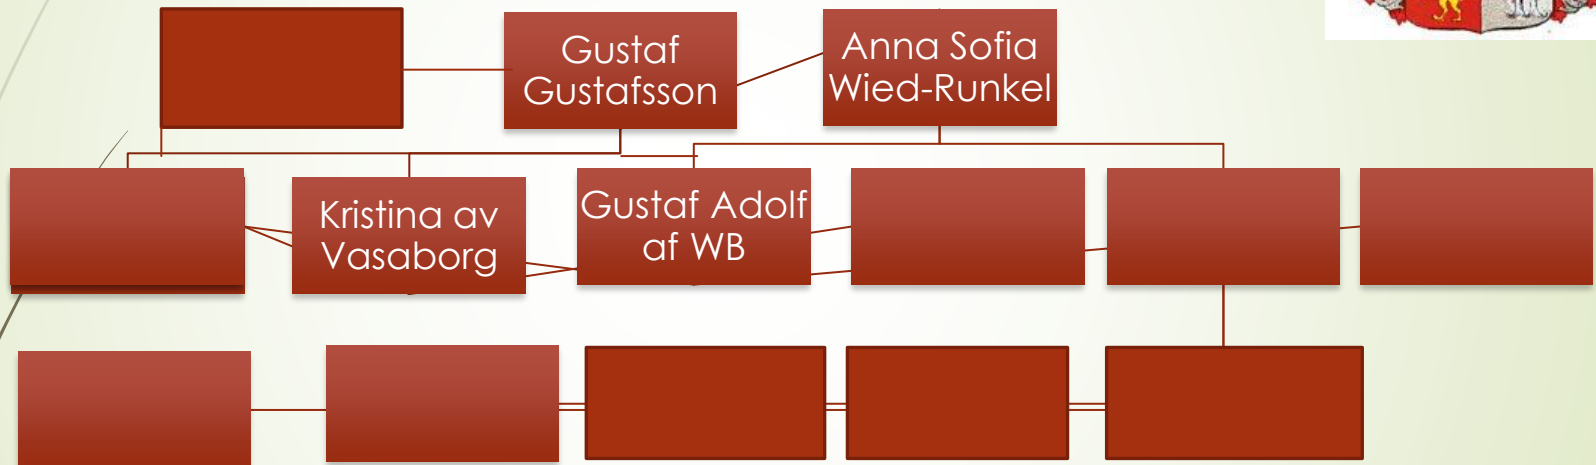 Gustaf
Gustafsson
Anna Sofia
Wied-Runkel
Kristina av
Vasaborg
Gustaf Adolf
af WB